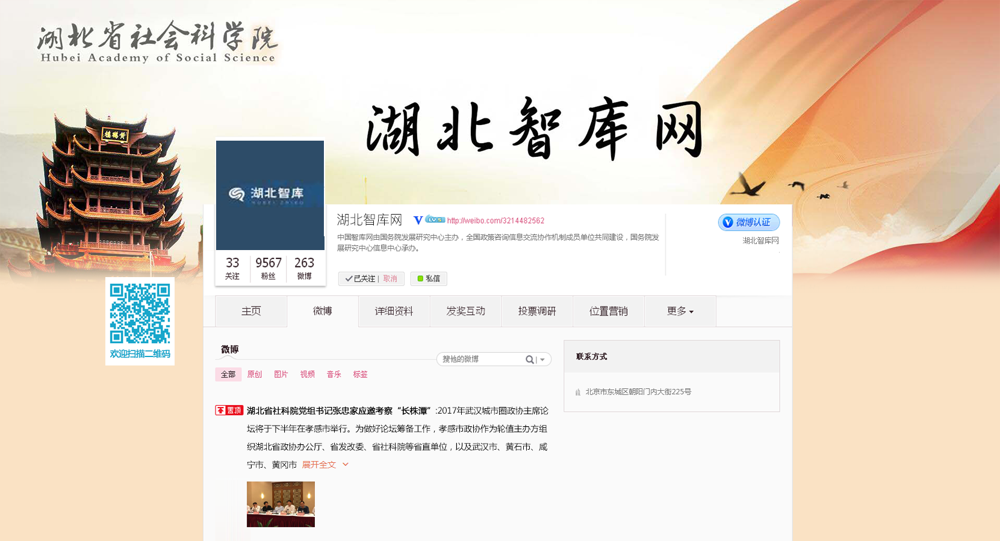 湖北省社会科学院
Hubei Academy of Social Science
湖北智库网
黄鹤楼
湖北智库
HUBEI ZHIKU
湖北智库网 V LV 5 http://weibo.com/3214482562
中国智库网由国务院发展研究中心主办，全国政策咨询信息交流协作机制成员单位共同建设，国务院发
展研究中心信息中心承办。
V 微博认证
湖北智库网
33 9567 263
关注 粉丝 微博
已关注 | 取消 私信
欢迎扫描二维码
主页 微博 详细资料 发奖互动 投票调研 位置营销 更多
微博
搜他的微博
全部 原创 图片 视频 音乐 标签
置顶 湖北省社科院党组书记张忠家应邀考察“长株潭”:2017年武汉城市圈政协主席论
坛将于下半年在孝感市举行。为做好论坛筹备工作，孝感市政协作为轮值主办方组
织湖北省政协办公厅、省发改委、省社科院等省直单位，以及武汉市、黄石市、咸
宁市、黄冈市 展开全文
联系方式
北京市东城区朝阳门内大街225号